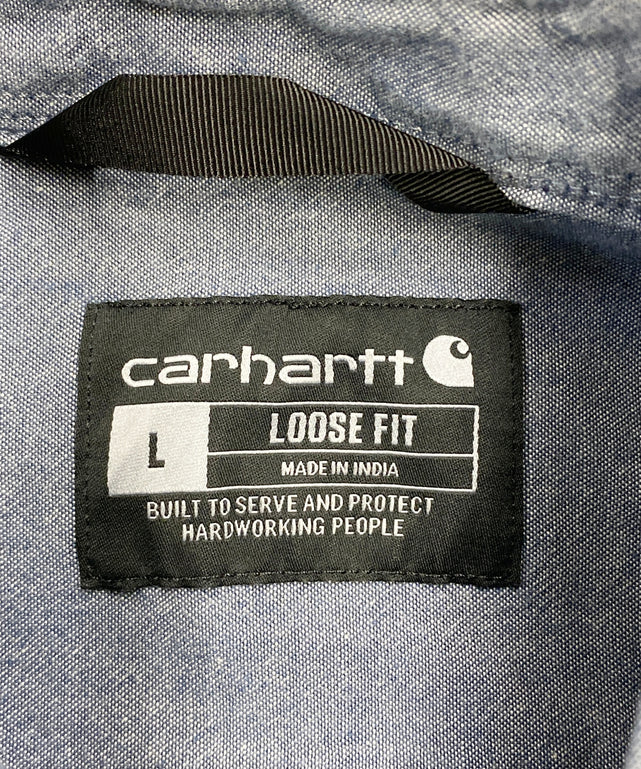 carhartt
L
LOOSE FIT
MADE IN INDIA
BUILT TO SERVE AND PROTECT
HARDWORKING PEOPLE